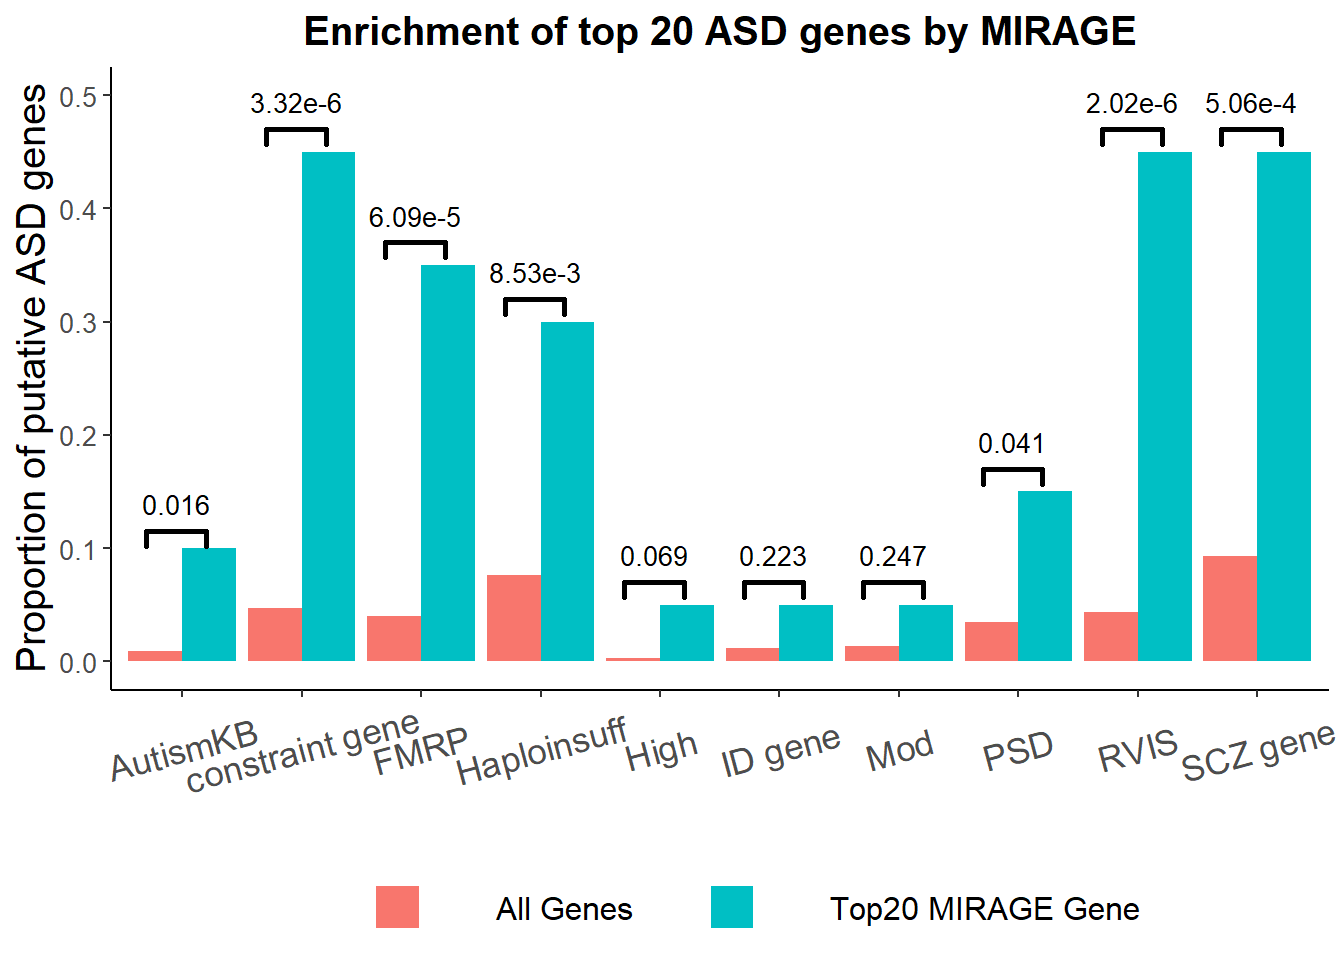 Enrichment of top 20 ASD genes by MIRAGE
Proportion of putative ASD genes
0.5
0.4
0.3
0.2
0.1
0.0
0.016
3.32e-6
6.09e-5
8.53e-3
0.069
0.223
0.247
0.041
2.02e-6
5.06e-4
AutismKB
constraint gene
FMRP
Haploinsuff
High
ID gene
Mod
PSD
RVIS
SCZ gene
All Genes
Top20 MIRAGE Gene